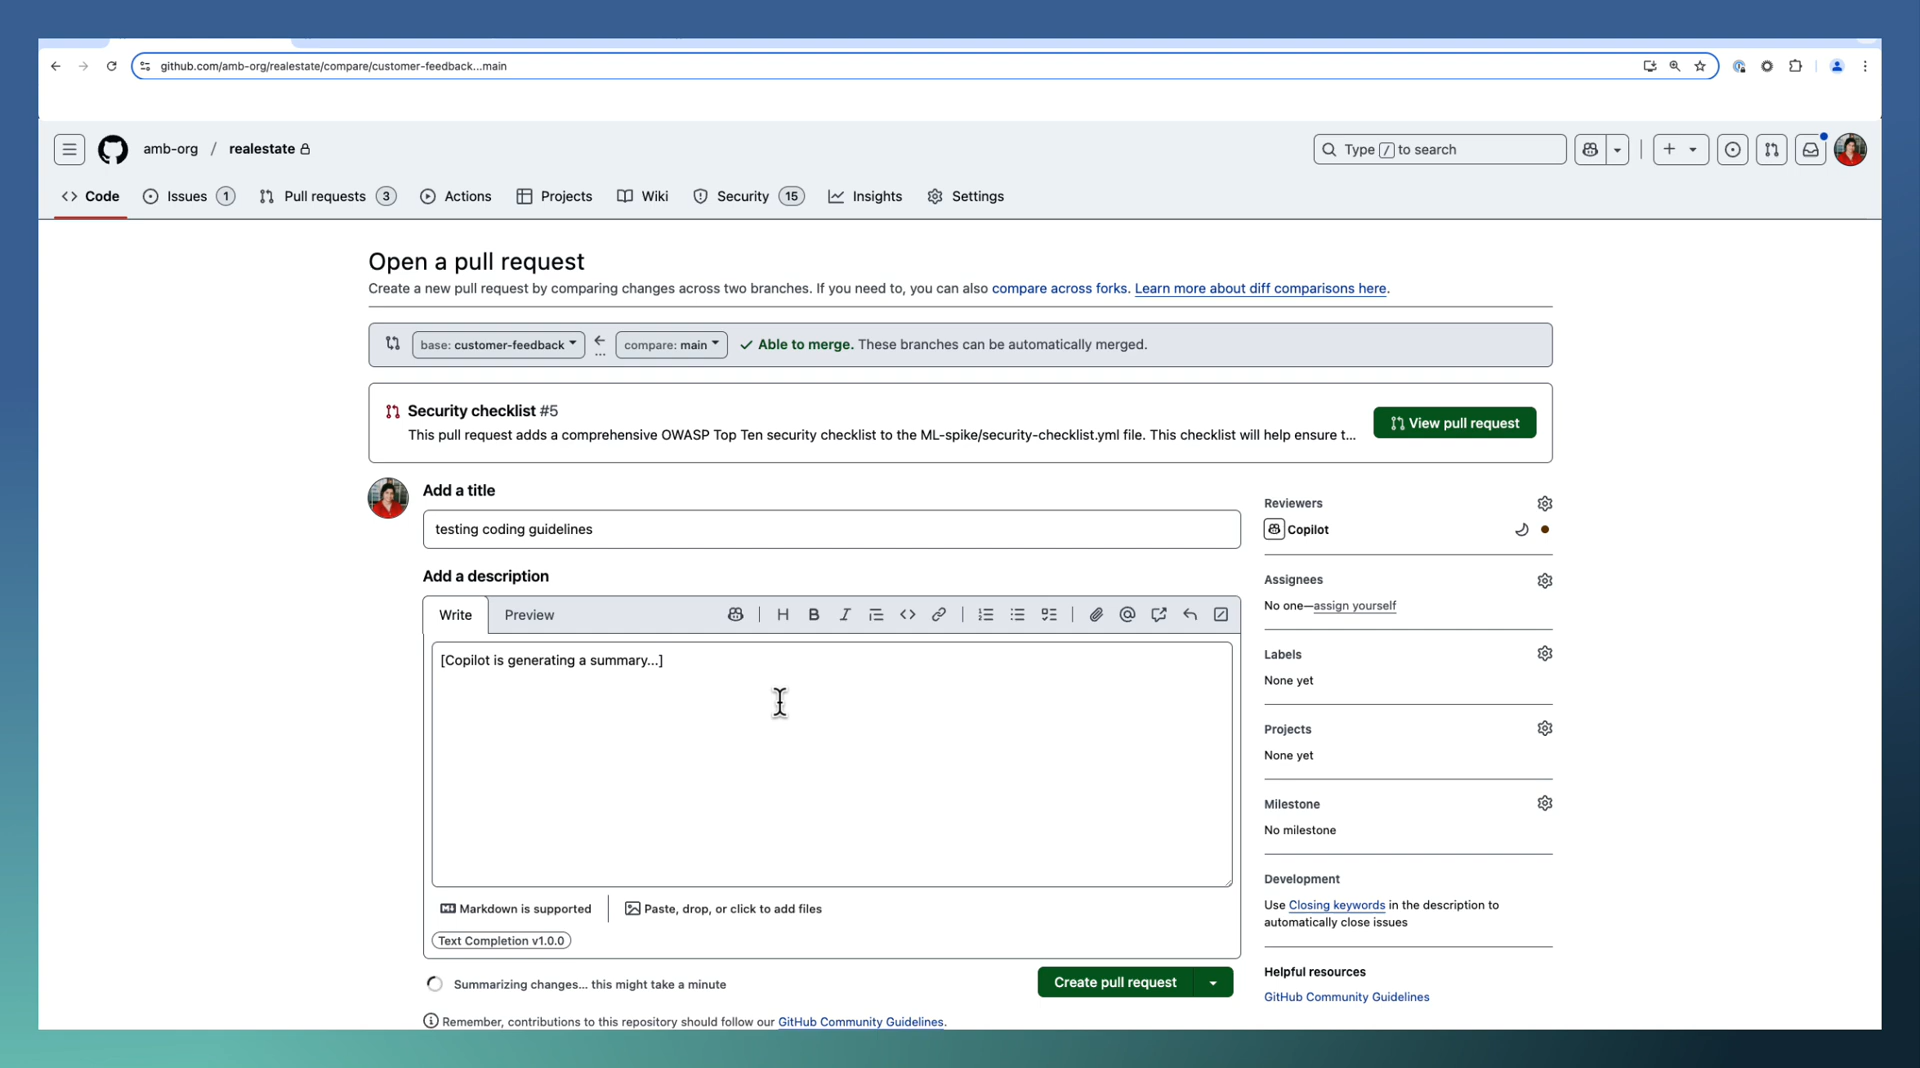 github.com/amb-org/realestate/compare/customer-feedback...main
amb-org / realestate
Type / to search
Code Issues 1 Pull requests 3 Actions Projects Wiki Security 15 Insights Settings
Open a pull request
Create a new pull request by comparing changes across two branches. If you need to, you can also compare across forks. Learn more about diff comparisons here.
base: customer-feedback ... compare: main Able to merge. These branches can be automatically merged.
Security checklist #5
This pull request adds a comprehensive OWASP Top Ten security checklist to the ML-spike/security-checklist.yml file. This checklist will help ensure t...
View pull request
Add a title
testing coding guidelines
Add a description
Write Preview
[Copilot is generating a summary...]
Markdown is supported Paste, drop, or click to add files
Text Completion v1.0.0
Summarizing changes... this might take a minute
Create pull request
Remember, contributions to this repository should follow our GitHub Community Guidelines.
Reviewers
Copilot
Assignees
No one—assign yourself
Labels
None yet
Projects
None yet
Milestone
No milestone
Development
Use Closing keywords in the description to
automatically close issues
Helpful resources
GitHub Community Guidelines